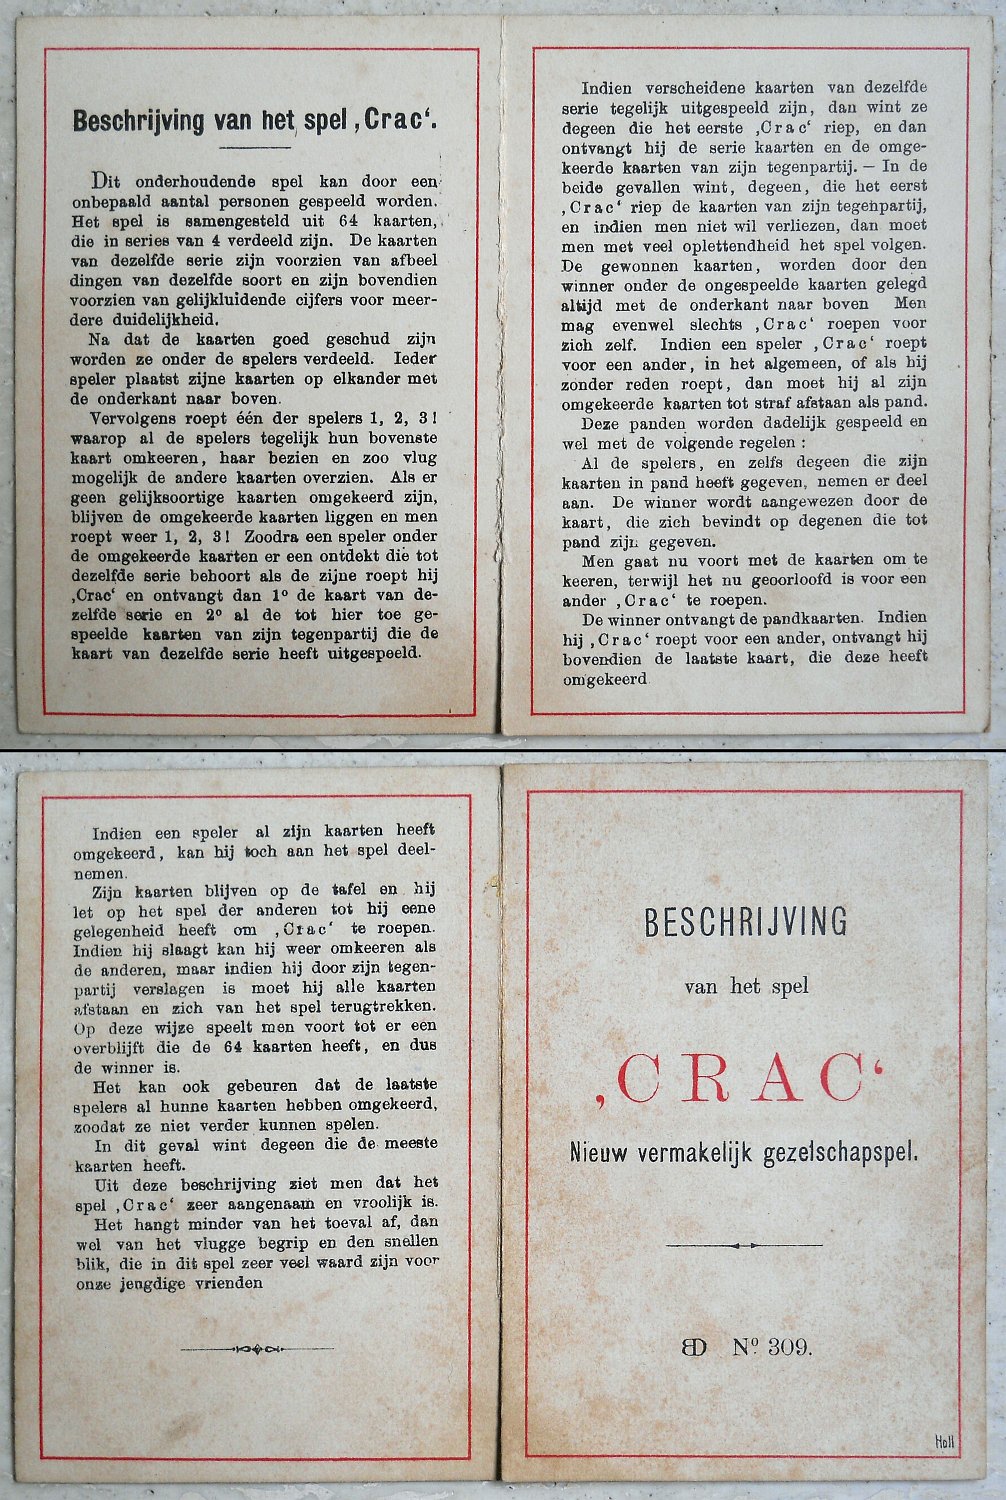 Beschrijving van het spel ‚Crac‘.
Dit onderhoudende spel kan door een
onbepaald aantal personen gespeeld worden.
Het spel is samengesteld uit 64 kaarten,
die in series van 4 verdeeld zijn. De kaarten
van dezelfde serie zijn voorzien van afbeel
dingen van dezelfde soort en zijn bovendien
voorzien van gelijkluidende cijfers voor meer-
dere duidelijkheid.
Na dat de kaarten goed geschud zijn
worden ze onder de spelers verdeeld. Ieder
speler plaatst zijne kaarten op elkander met
de onderkant naar boven.
Vervolgens roept één der spelers 1, 2, 3!
waarop al de spelers tegelijk hun bovenste
kaart omkeeren, haar bezien en zoo vlug
mogelijk de andere kaarten overzien. Als er
geen gelijksoortige kaarten omgekeerd zijn,
blijven de omgekeerde kaarten liggen en men
roept weer 1, 2, 3! Zoodra een speler onder
de omgekeerde kaarten er een ontdekt die tot
dezelfde serie behoort als de zijne roept hij
‚Crac‘ en ontvangt dan 1º de kaart van de-
zelfde serie en 2º al de tot hier toe ge-
speelde kaarten van zijn tegenpartij die de
kaart van dezelfde serie heeft uitgespeeld.
Indien verscheidene kaarten van dezelfde
serie tegelijk uitgespeeld zijn, dan wint ze
degeen die het eerste ‚Crac‘ riep, en dan
ontvangt hij de serie kaarten en de omge-
keerde kaarten van zijn tegenpartij. — In de
beide gevallen wint, degeen, die het eerst
‚Crac‘ riep de kaarten van zijn tegenpartij,
en indien men niet wil verliezen, dan moet
men met veel oplettendheid het spel volgen.
De gewonnen kaarten, worden door den
winner onder de ongespeelde kaarten gelegd
altijd met de onderkant naar boven Men
mag evenwel slechts ‚Crac‘ roepen voor
zich zelf. Indien een speler ‚Crac‘ roept
voor een ander, in het algemeen, of als hij
zonder reden roept, dan moet hij al zijn
omgekeerde kaarten tot straf afstaan als pand.
Deze panden worden dadelijk gespeeld en
wel met de volgende regelen:
Al de spelers, en zelfs degeen die zijn
kaarten in pand heeft gegeven, nemen er deel
aan. De winner wordt aangewezen door de
kaart, die zich bevindt op degenen die tot
pand zijn gegeven.
Men gaat nu voort met de kaarten om te
keeren, terwijl het nu geoorloofd is voor een
ander ‚Crac‘ te roepen.
De winner ontvangt de pandkaarten. Indien
hij ‚Crac‘ roept voor een ander, ontvangt hij
bovendien de laatste kaart, die deze heeft
omgekeerd
Indien een speler al zijn kaarten heeft
omgekeerd, kan hij toch aan het spel deel-
nemen.
Zijn kaarten blijven op de tafel en hij
let op het spel der anderen tot hij eene
gelegenheid heeft om ‚Crac‘ te roepen.
Indien hij slaagt kan hij weer omkeeren als
de anderen, maar indien hij door zijn tegen-
partij verslagen is moet hij alle kaarten
afstaan en zich van het spel terugtrekken.
Op deze wijze speelt men voort tot er een
overblijft die de 64 kaarten heeft, en dus
de winner is.
Het kan ook gebeuren dat de laatste
spelers al hunne kaarten hebben omgekeerd,
zoodat ze niet verder kunnen spelen.
In dit geval wint degeen die de meeste
kaarten heeft.
Uit deze beschrijving ziet men dat het
spel ‚Crac‘ zeer aangenaam en vroolijk is.
Het hangt minder van het toeval af, dan
wel van het vlugge begrip en den snellen
blik, die in dit spel zeer veel waard zijn voor
onze jeugdige vrienden
BESCHRIJVING
van het spel
‚CRAC‘
Nieuw vermakelijk gezelschapspel.
BD Nº 309.
Holl